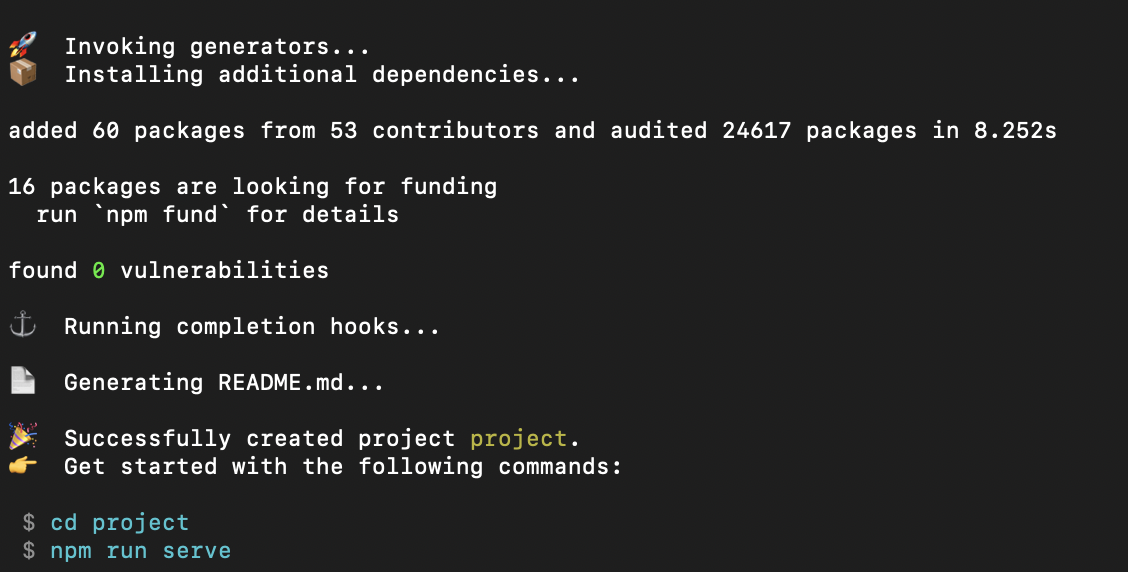 🚀  Invoking generators...
📦  Installing additional dependencies...
added 60 packages from 53 contributors and audited 24617 packages in 8.252s
16 packages are looking for funding
  run `npm fund` for details
found 0 vulnerabilities
⚓  Running completion hooks...
📄  Generating README.md...
🎉  Successfully created project project.
👉  Get started with the following commands:
 $ cd project
 $ npm run serve